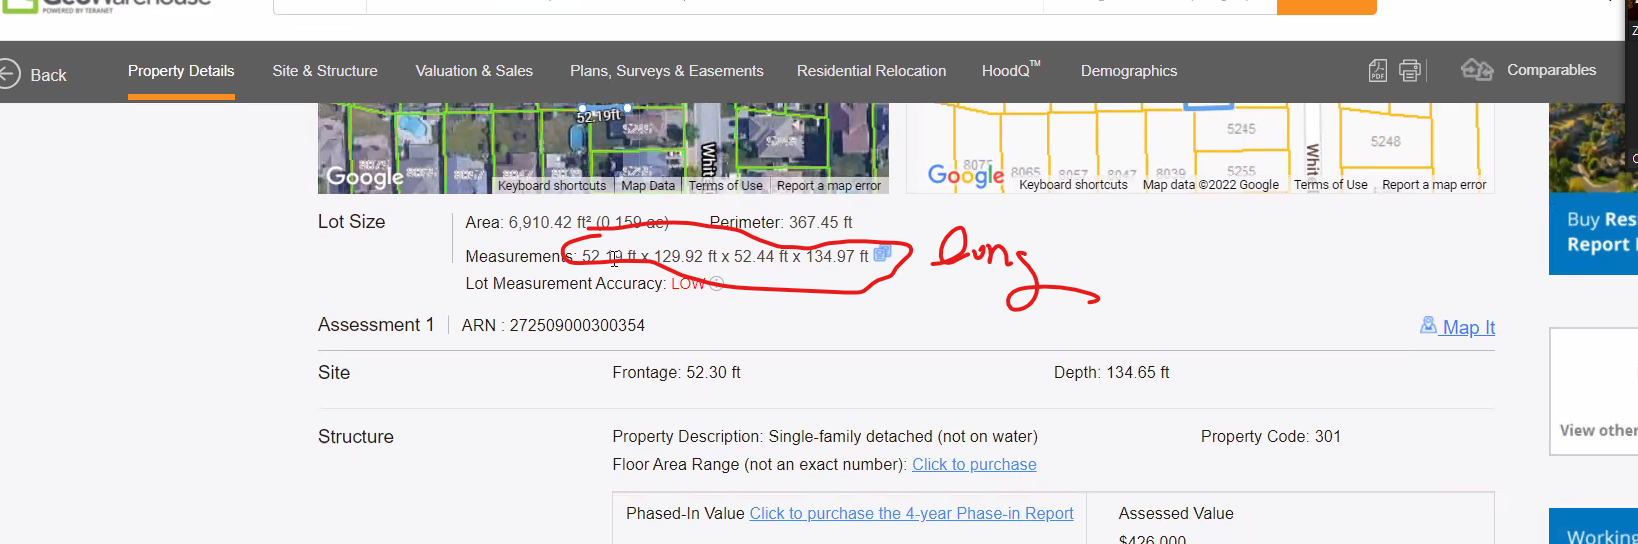 GeoWarehouse
POWERED BY TERANET
Back
Property Details
Site & Structure
Valuation & Sales
Plans, Surveys & Easements
Residential Relocation
HoodQ™
Demographics
PDF
Comparables
52.19ft
Google
Keyboard shortcuts
Map Data
Terms of Use
Report a map error
5245
5248
8075
8065
8057
8047
8039
5255
Google
Keyboard shortcuts
Map data ©2022 Google
Terms of Use
Report a map error
Buy Res
Report
Lot Size
Area: 6,910.42 ft² (0.159 ac)
Perimeter: 367.45 ft
Measurements: 52.19 ft x 129.92 ft x 52.44 ft x 134.97 ft
long
Lot Measurement Accuracy: LOW
Assessment 1
ARN : 272509000300354
Map It
Site
Frontage: 52.30 ft
Depth: 134.65 ft
Structure
Property Description: Single-family detached (not on water)
Property Code: 301
Floor Area Range (not an exact number): Click to purchase
View other
Phased-In Value Click to purchase the 4-year Phase-in Report
Assessed Value
$426,000
Working